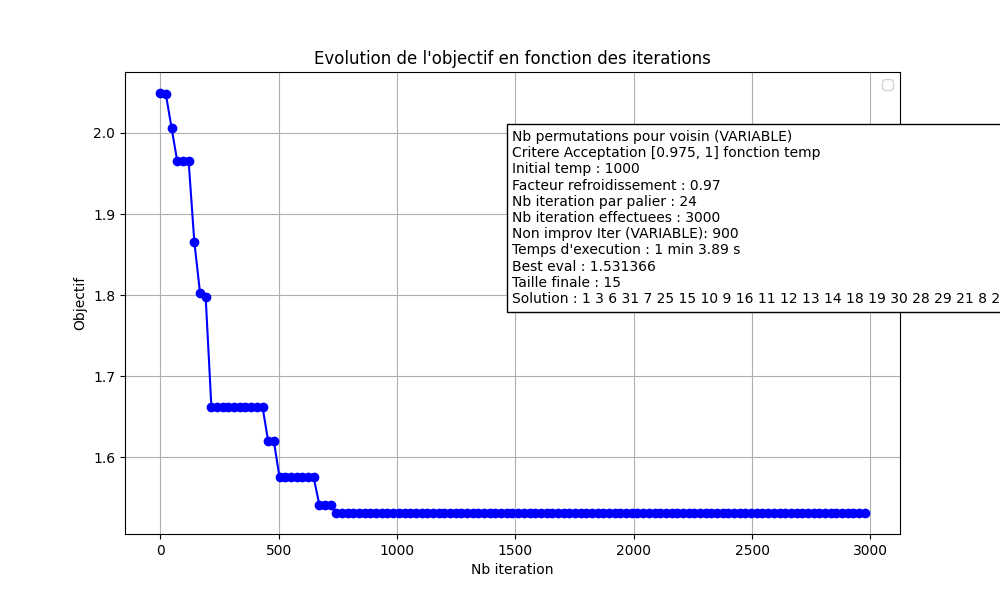 Evolution de l'objectif en fonction des iterations
Objectif
2.0
1.9
1.8
1.7
1.6
Nb permutations pour voisin (VARIABLE)
Critere Acceptation [0.975, 1] fonction temp
Initial temp : 1000
Facteur refroidissement : 0.97
Nb iteration par palier : 24
Nb iteration effectuees : 3000
Non improv Iter (VARIABLE): 900
Temps d'execution : 1 min 3.89 s
Best eval : 1.531366
Taille finale : 15
Solution : 1 3 6 31 7 25 15 10 9 16 11 12 13 14 18 19 30 28 29 21 8 2
0 500 1000 1500 2000 2500 3000
Nb iteration